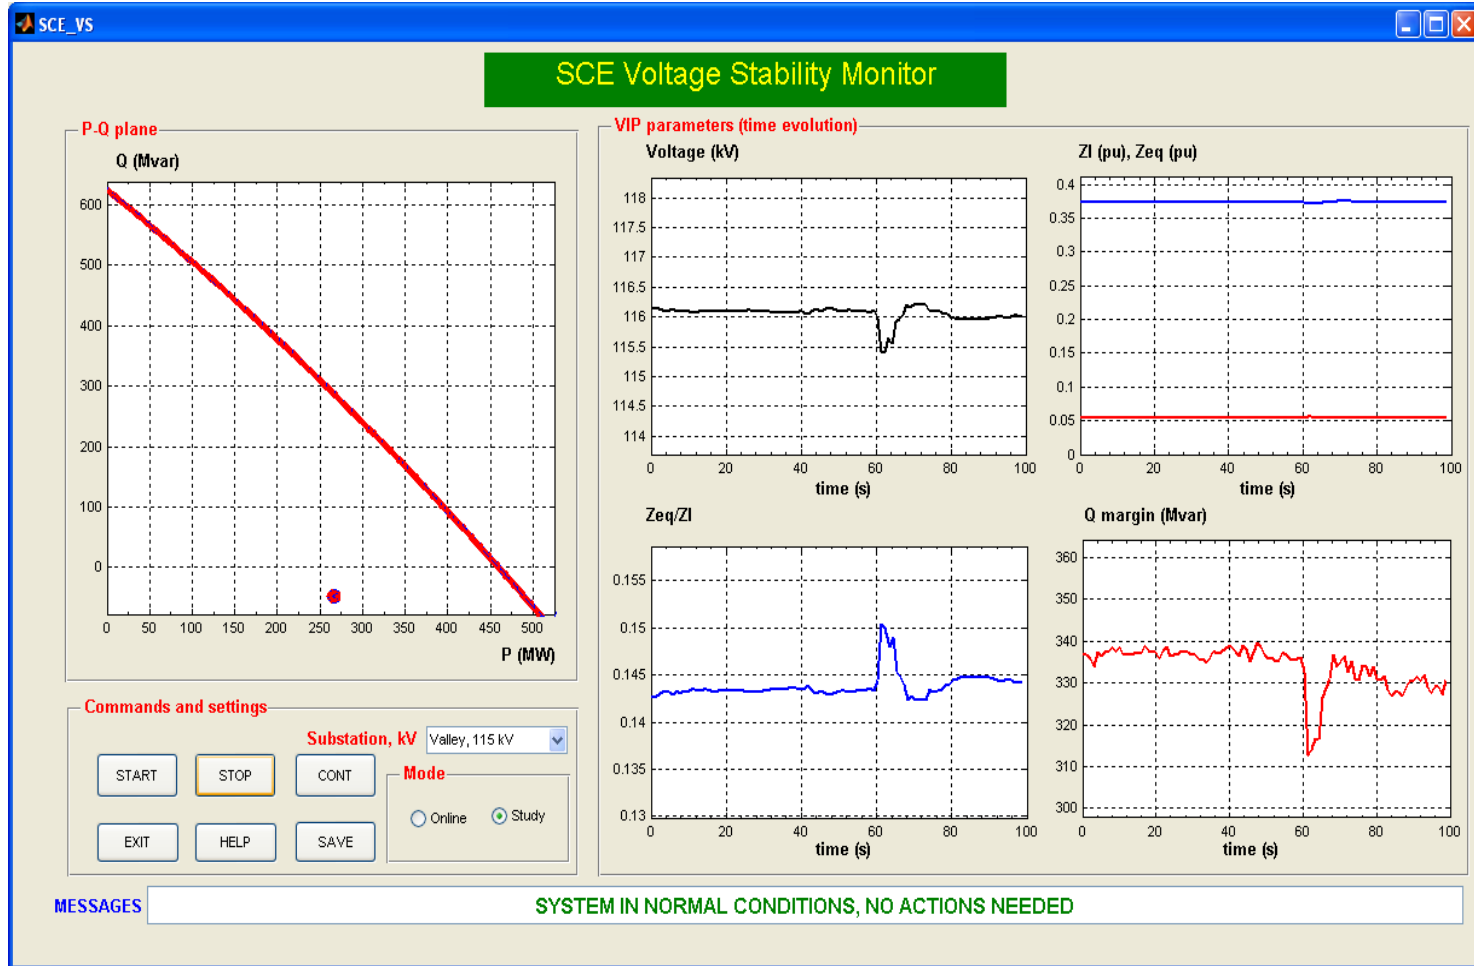 SCE_VS
SCE Voltage Stability Monitor
P-Q plane
Q (Mvar)
600
500
400
300
200
100
0
0 50 100 150 200 250 300 350 400 450 500
P (MW)
VIP parameters (time evolution)
Voltage (kV)
118
117.5
117
116.5
116
115.5
115
114.5
114
0 20 40 60 80 100
time (s)
Zl (pu), Zeq (pu)
0.4
0.35
0.3
0.25
0.2
0.15
0.1
0.05
0
0 20 40 60 80 100
time (s)
Zeq/Zl
0.155
0.15
0.145
0.14
0.135
0.13
0 20 40 60 80 100
time (s)
Q margin (Mvar)
360
350
340
330
320
310
300
0 20 40 60 80 100
time (s)
Commands and settings
Substation, kV Valley, 115 kV
START STOP CONT
Mode
Online Study
EXIT HELP SAVE
MESSAGES SYSTEM IN NORMAL CONDITIONS, NO ACTIONS NEEDED